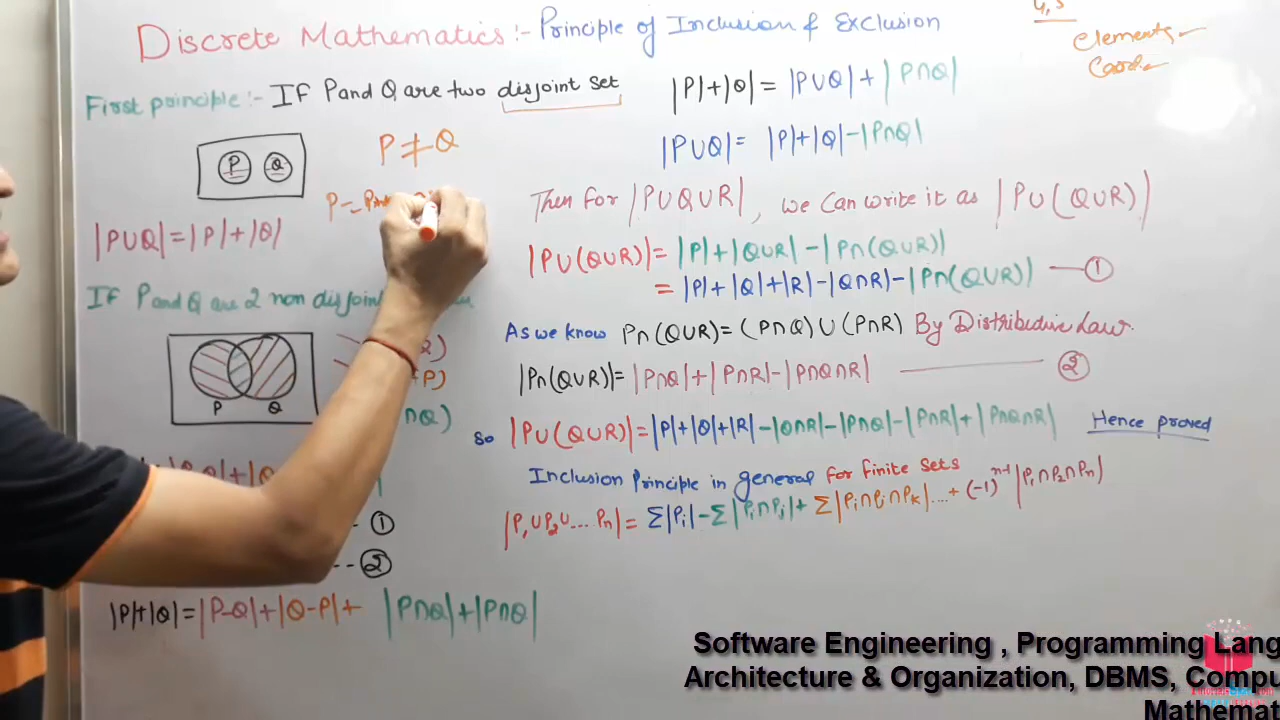 Discrete Mathematics:- Principle of Inclusion & Exclusion
elements
First principle:- If P and Q are two disjoint set
P Q
P ≠ Q
P =
|P∪Q| = |P|+|Q|
If P and Q are 2 non disjoint
P Q
∩Q)
①
-- ②
|P|+|Q| = |P-Q|+|Q-P|+ |P∩Q|+|P∩Q|
|P|+|Q| = |P∪Q| + |P∩Q|
|P∪Q| = |P|+|Q|-|P∩Q|
Then for |P∪Q∪R|, we can write it as |P∪(Q∪R)|
|P∪(Q∪R)| = |P|+|Q∪R| -|P∩(Q∪R)|
= |P|+|Q|+|R|-|Q∩R|-|P∩(Q∪R)| — ①
As we know P∩(Q∪R) = (P∩Q)∪(P∩R) By Distributive Law.
|P∩(Q∪R)| = |P∩Q|+|P∩R|-|P∩Q∩R| — ②
so |P∪(Q∪R)| = |P|+|Q|+|R|-|Q∩R|-|P∩Q|-|P∩R|+|P∩Q∩R| Hence proved
Inclusion Principle in general for finite sets
|P₁∪P₂∪...Pn| = Σ|Pi|-Σ|Pi∩Pj|+ Σ|Pi∩Pj∩Pk|....+ (-1)ⁿ⁻¹|P₁∩P₂∩Pn|
Software Engineering , Programming Lang
Architecture & Organization, DBMS, Compu
Mathemat